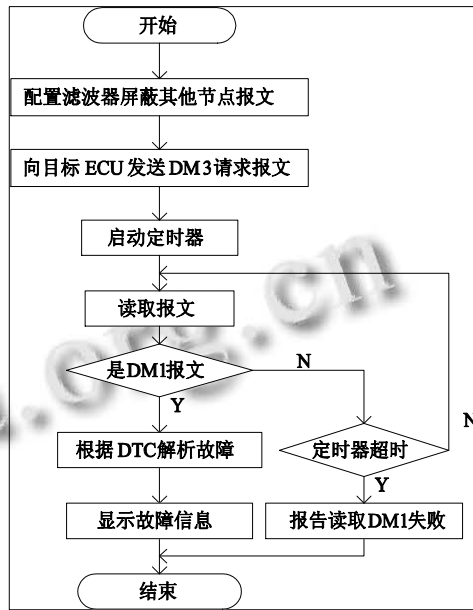 开始
配置滤波器屏蔽其他节点报文
向目标 ECU 发送 DM3请求报文
启动定时器
读取报文
是DM1报文
N
Y
N
根据 DTC解析故障
定时器超时
Y
显示故障信息
报告读取DM1失败
结束
.org.cn